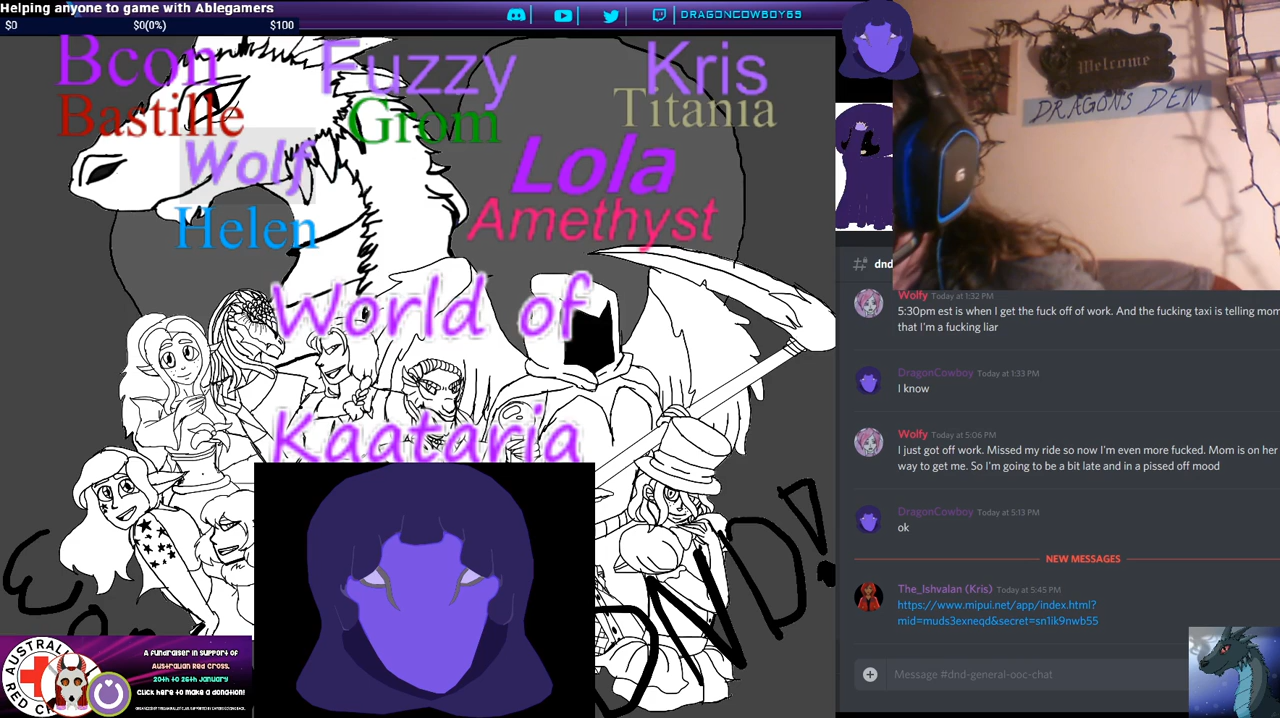 Helping anyone to game with Ablegamers
$0 $0(0%) $100
DRAGONCOWBOY69
Bcon Fuzzy Kris
Bastille Grom Titania
Wolf Lola
Helen Amethyst
World of
Kaataria
DND!
Welcome
DRAGONS DEN
# dnd
Wolfy Today at 1:32 PM
5:30pm est is when I get the fuck off of work. And the fucking taxi is telling mom
that I'm a fucking liar
DragonCowboy Today at 1:33 PM
I know
Wolfy Today at 5:06 PM
I just got off work. Missed my ride so now I'm even more fucked. Mom is on her
way to get me. So I'm going to be a bit late and in a pissed off mood
DragonCowboy Today at 5:13 PM
ok
NEW MESSAGES
The_Ishvalan (Kris) Today at 5:45 PM
https://www.mipui.net/app/index.html?
mid=muds3exneqd&secret=sn1ik9nwb55
Message #dnd-general-ooc-chat
A fundraiser in support of
Australian Red Cross.
20th to 26th January
Click here to make a donation!